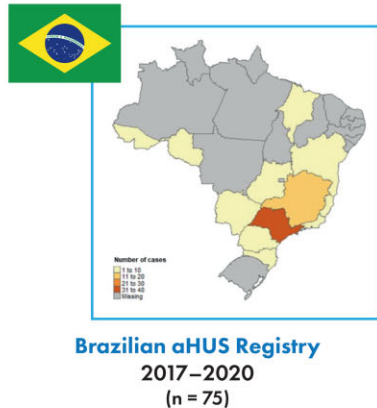 Number of cases
1 to 10
11 to 20
21 to 30
31 to 40
Missing
Brazilian aHUS Registry
2017–2020
(n = 75)